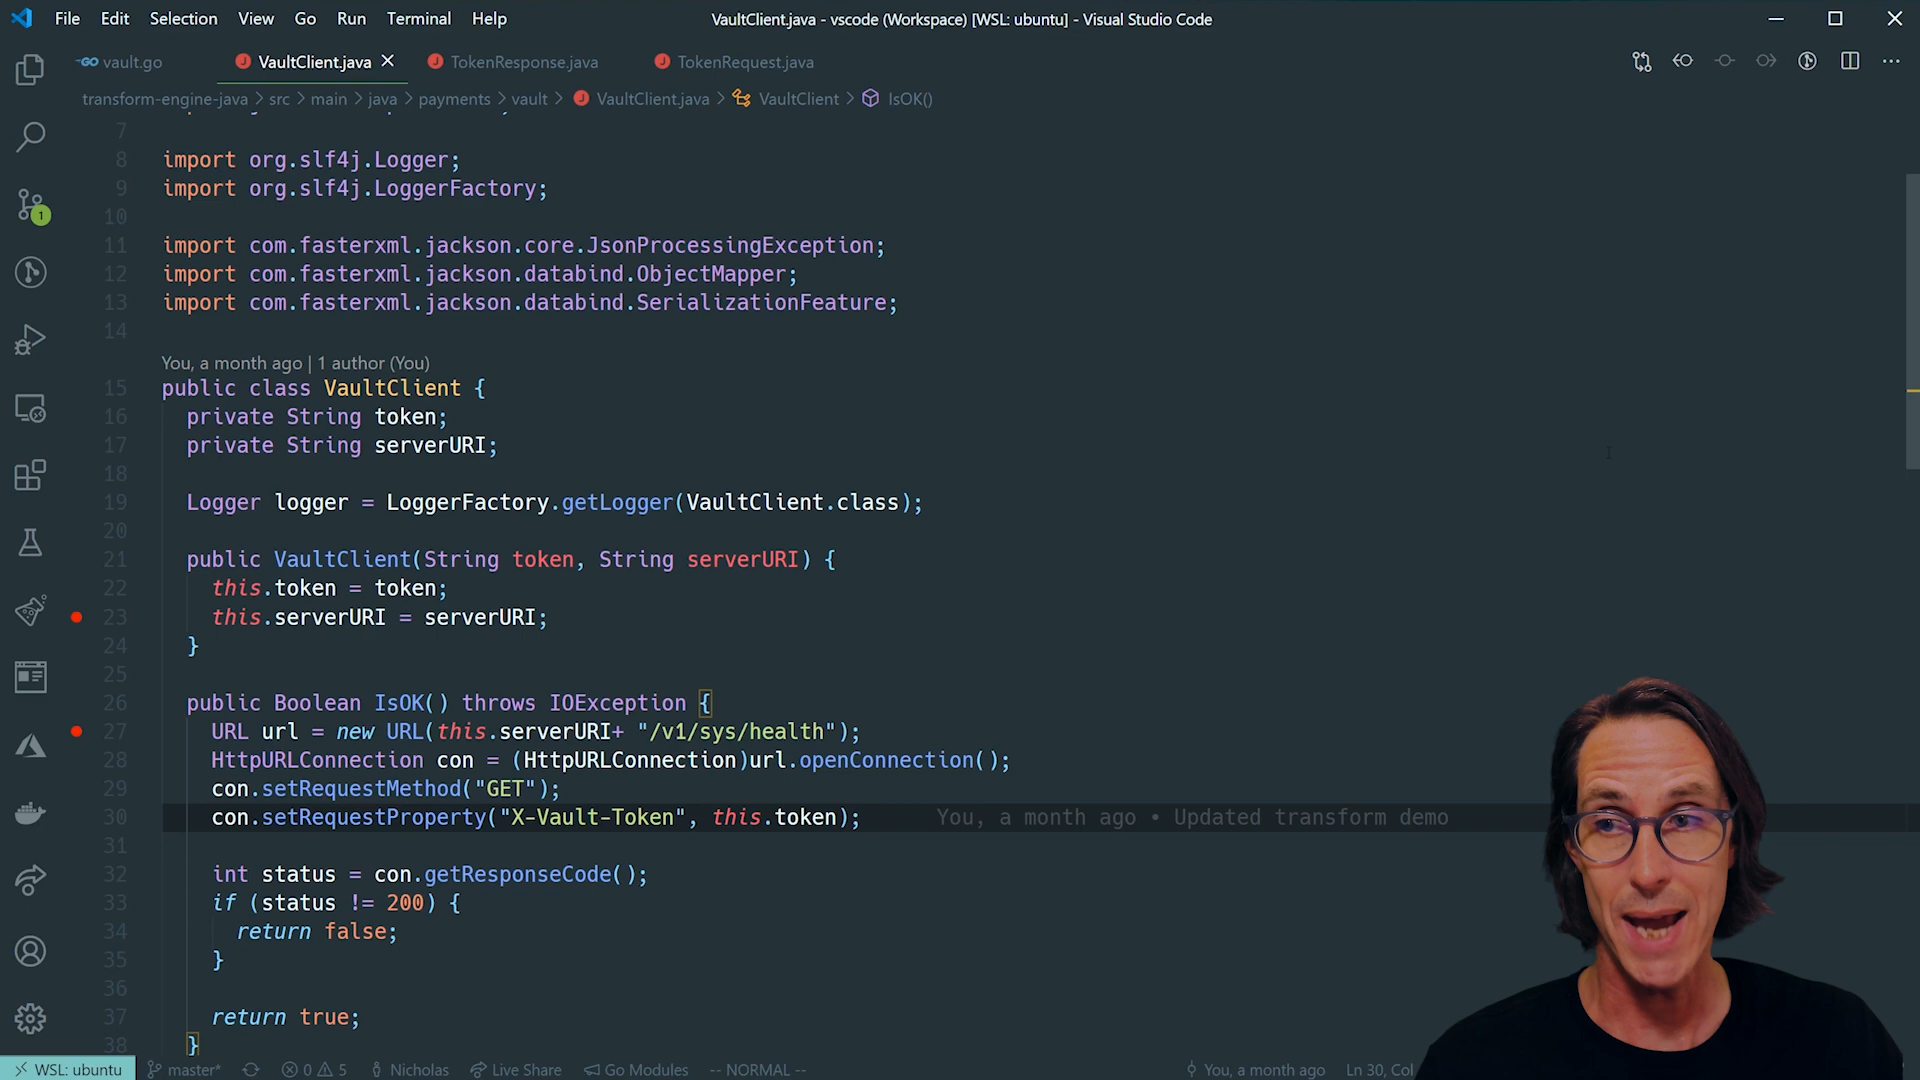 File Edit Selection View Go Run Terminal Help
VaultClient.java - vscode (Workspace) [WSL: ubuntu] - Visual Studio Code
GO vault.go
J VaultClient.java
J TokenResponse.java
J TokenRequest.java
transform-engine-java > src > main > java > payments > vault > J VaultClient.java > VaultClient > IsOK()
7
8 import org.slf4j.Logger;
9 import org.slf4j.LoggerFactory;
10
11 import com.fasterxml.jackson.core.JsonProcessingException;
12 import com.fasterxml.jackson.databind.ObjectMapper;
13 import com.fasterxml.jackson.databind.SerializationFeature;
14
You, a month ago | 1 author (You)
15 public class VaultClient {
16 private String token;
17 private String serverURI;
18
19 Logger logger = LoggerFactory.getLogger(VaultClient.class);
20
21 public VaultClient(String token, String serverURI) {
22 this.token = token;
23 this.serverURI = serverURI;
24 }
25
26 public Boolean IsOK() throws IOException {
27 URL url = new URL(this.serverURI+ "/v1/sys/health");
28 HttpURLConnection con = (HttpURLConnection)url.openConnection();
29 con.setRequestMethod("GET");
30 con.setRequestProperty("X-Vault-Token", this.token); You, a month ago • Updated transform demo
31
32 int status = con.getResponseCode();
33 if (status != 200) {
34 return false;
35 }
36
37 return true;
38 }
1
WSL: ubuntu master* 0 5 Nicholas Live Share Go Modules -- NORMAL -- You, a month ago Ln 30, Col